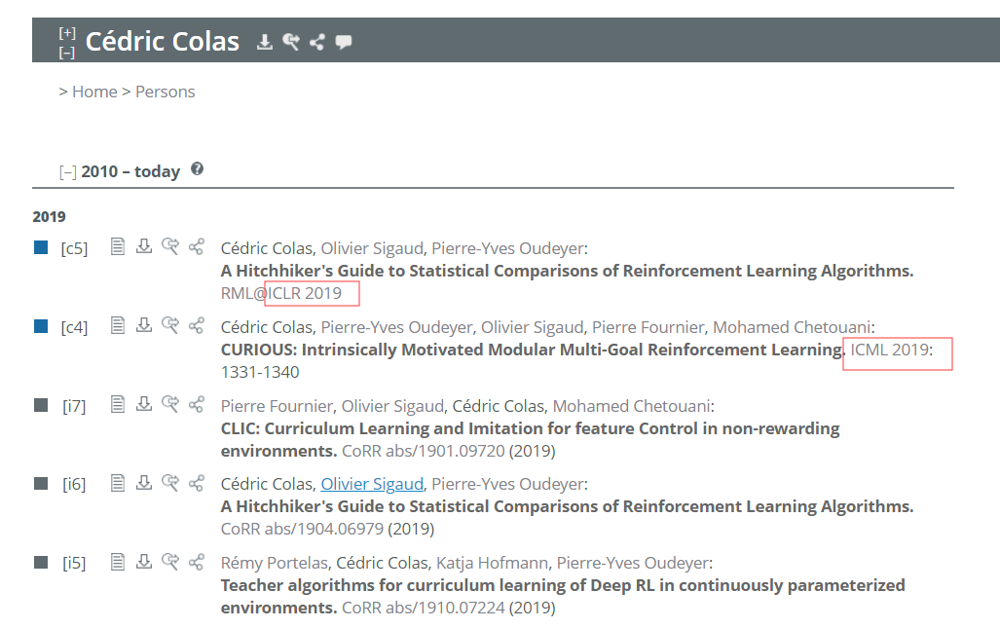 [+]
[−] Cédric Colas
> Home > Persons
[−] 2010 – today ?
2019
[c5] Cédric Colas, Olivier Sigaud, Pierre-Yves Oudeyer:
A Hitchhiker's Guide to Statistical Comparisons of Reinforcement Learning Algorithms.
RML@ICLR 2019
[c4] Cédric Colas, Pierre-Yves Oudeyer, Olivier Sigaud, Pierre Fournier, Mohamed Chetouani:
CURIOUS: Intrinsically Motivated Modular Multi-Goal Reinforcement Learning. ICML 2019:
1331-1340
[i7] Pierre Fournier, Olivier Sigaud, Cédric Colas, Mohamed Chetouani:
CLIC: Curriculum Learning and Imitation for feature Control in non-rewarding
environments. CoRR abs/1901.09720 (2019)
[i6] Cédric Colas, Olivier Sigaud, Pierre-Yves Oudeyer:
A Hitchhiker's Guide to Statistical Comparisons of Reinforcement Learning Algorithms.
CoRR abs/1904.06979 (2019)
[i5] Rémy Portelas, Cédric Colas, Katja Hofmann, Pierre-Yves Oudeyer:
Teacher algorithms for curriculum learning of Deep RL in continuously parameterized
environments. CoRR abs/1910.07224 (2019)